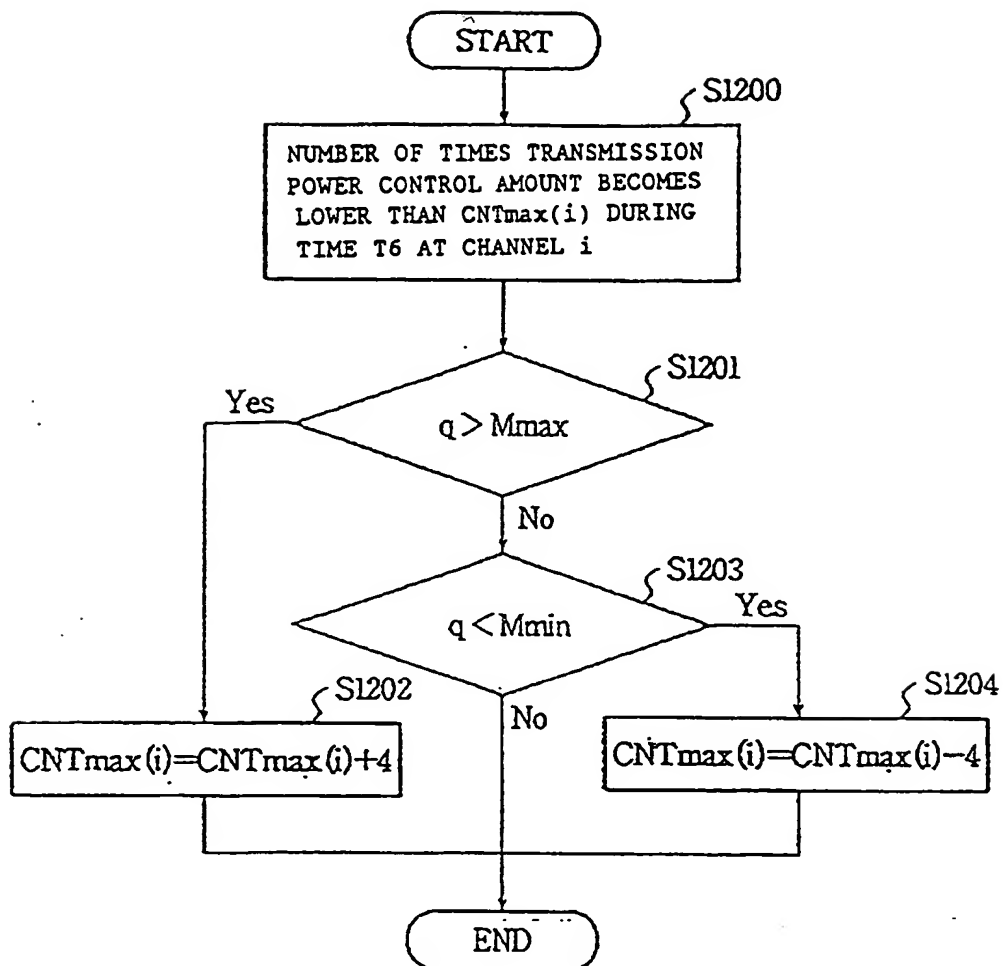 START
S1200
NUMBER OF TIMES TRANSMISSION
POWER CONTROL AMOUNT BECOMES
LOWER THAN CNTmax(i) DURING
TIME T6 AT CHANNEL i
S1201
Yes
q > Mmax
No
S1203
Yes
q < Mmin
S1202
No
S1204
CNTmax(i)=CNTmax(i)+4
CNTmax(i)=CNTmax(i)-4
END